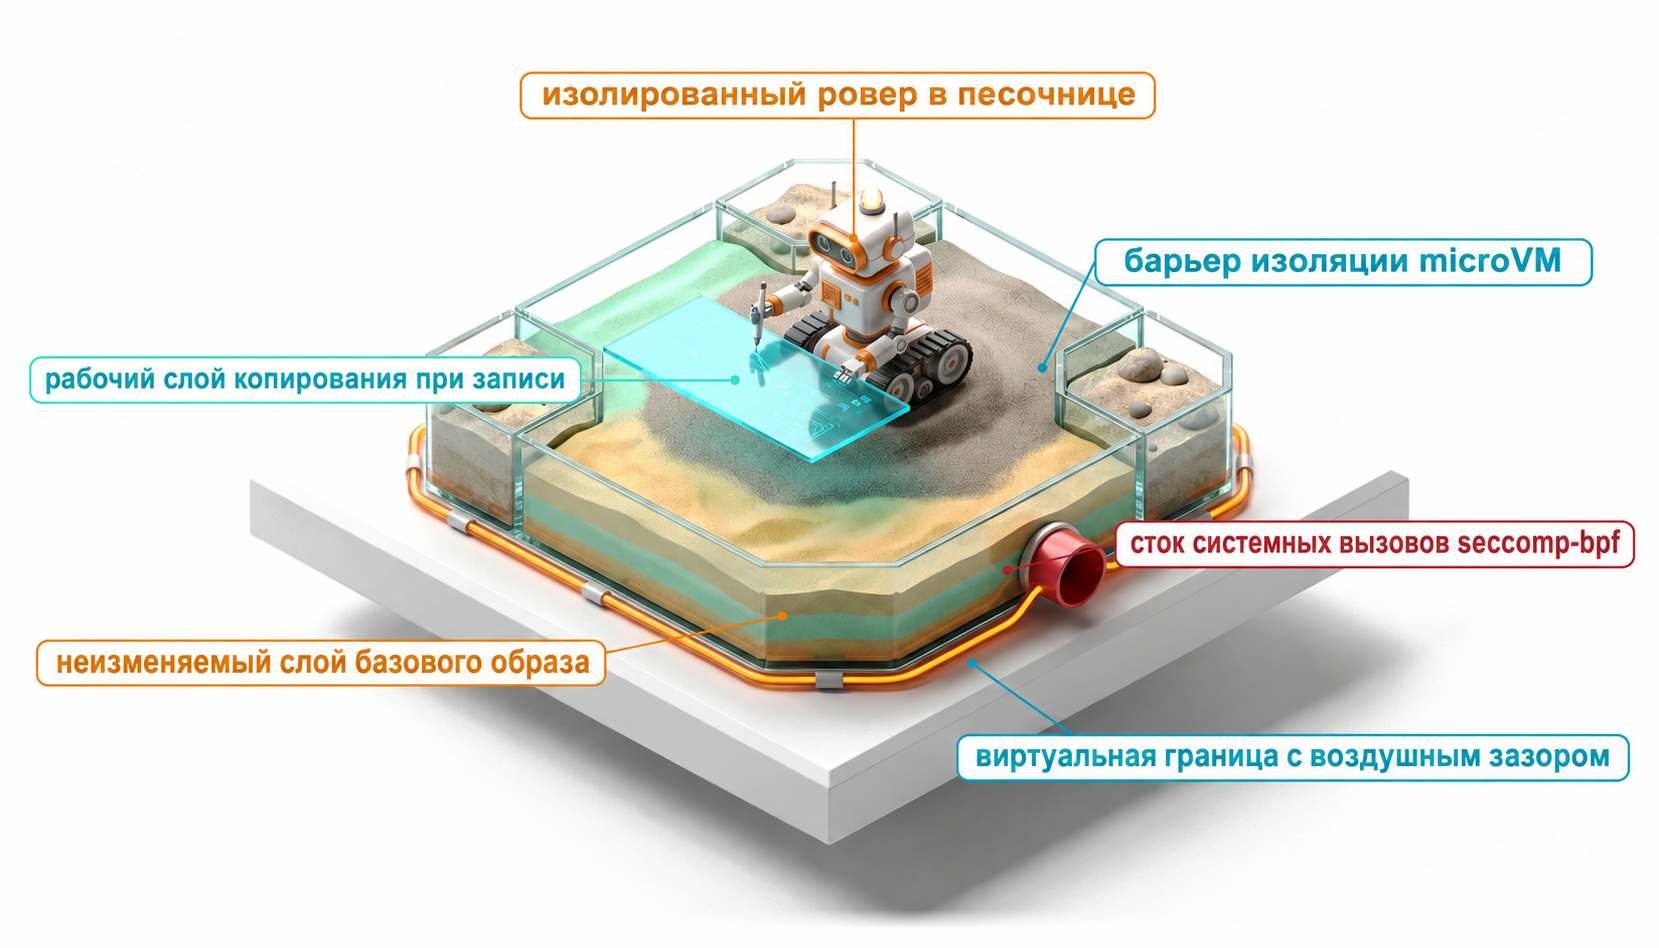 изолированный ровер в песочнице
барьер изоляции microVM
рабочий слой копирования при записи
сток системных вызовов seccomp-bpf
неизменяемый слой базового образа
виртуальная граница с воздушным зазором